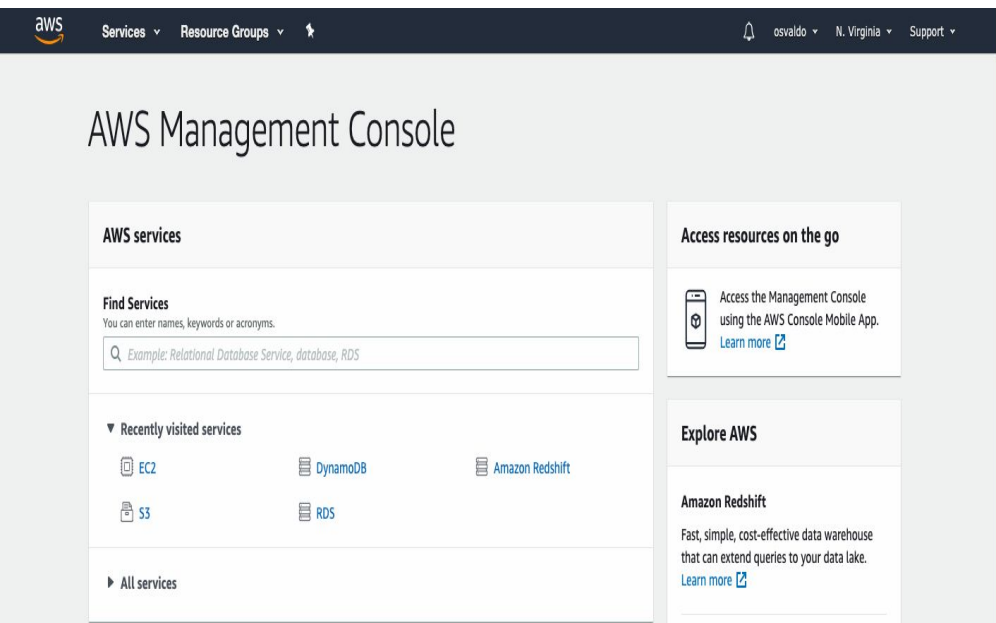 aws
Services
Resource Groups
osvaldo
N. Virginia
Support
AWS Management Console
AWS services
Find Services
You can enter names, keywords or acronyms.
Example: Relational Database Service, database, RDS
Recently visited services
EC2
DynamoDB
Amazon Redshift
S3
RDS
All services
Access resources on the go
Access the Management Console
using the AWS Console Mobile App.
Learn more
Explore AWS
Amazon Redshift
Fast, simple, cost-effective data warehouse
that can extend queries to your data lake.
Learn more